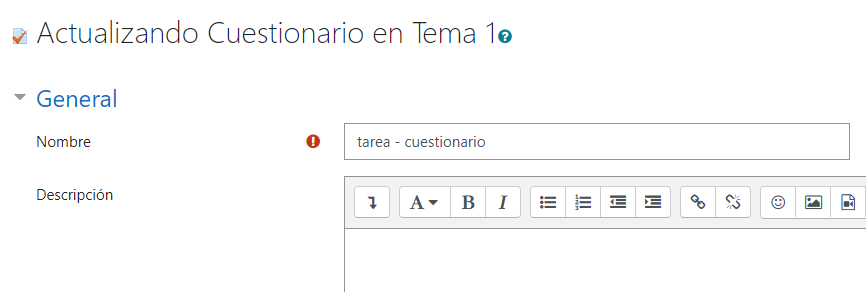 Actualizando Cuestionario en Tema 1
General
Nombre
tarea - cuestionario
Descripción
A B I